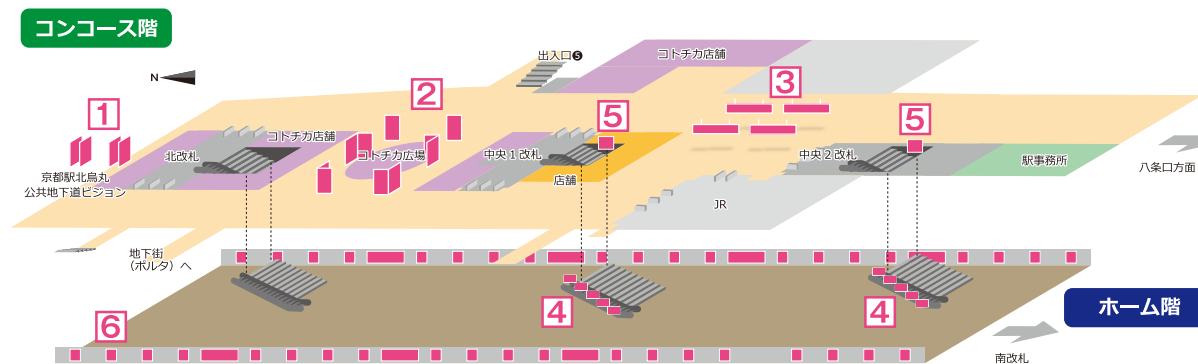 コンコース階
出入口❺
コトチカ店舗
N
1
2
3
5
5
北改札
コトチカ店舗
コトチカ広場
中央1改札
店舗
中央2改札
駅事務所
八条口方面
京都駅北烏丸
公共地下道ビジョン
JR
地下街
（ポルタ）へ
4
4
6
ホーム階
南改札